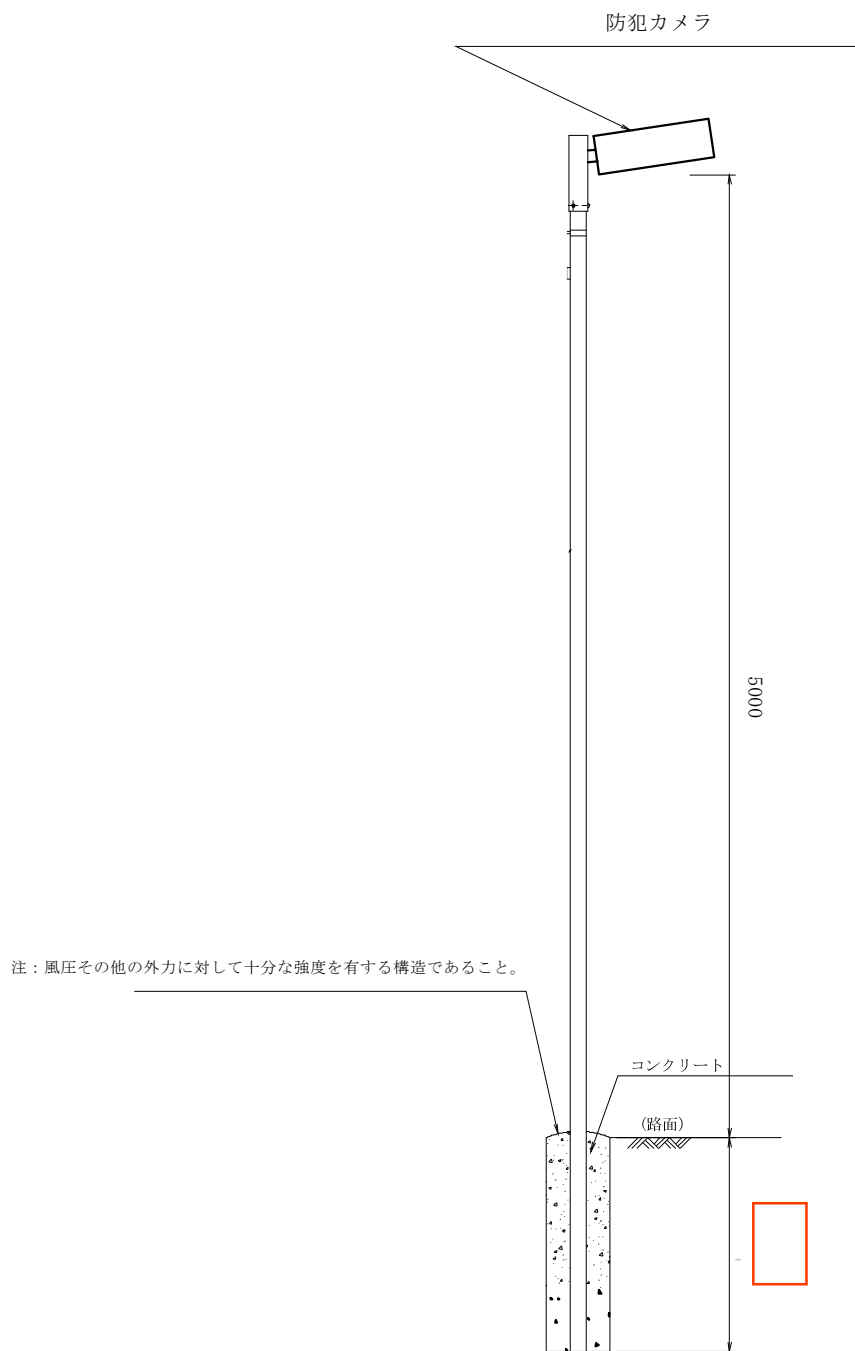 防犯カメラ
5000
注：風圧その他の外力に対して十分な強度を有する構造であること。
コンクリート
(路面)